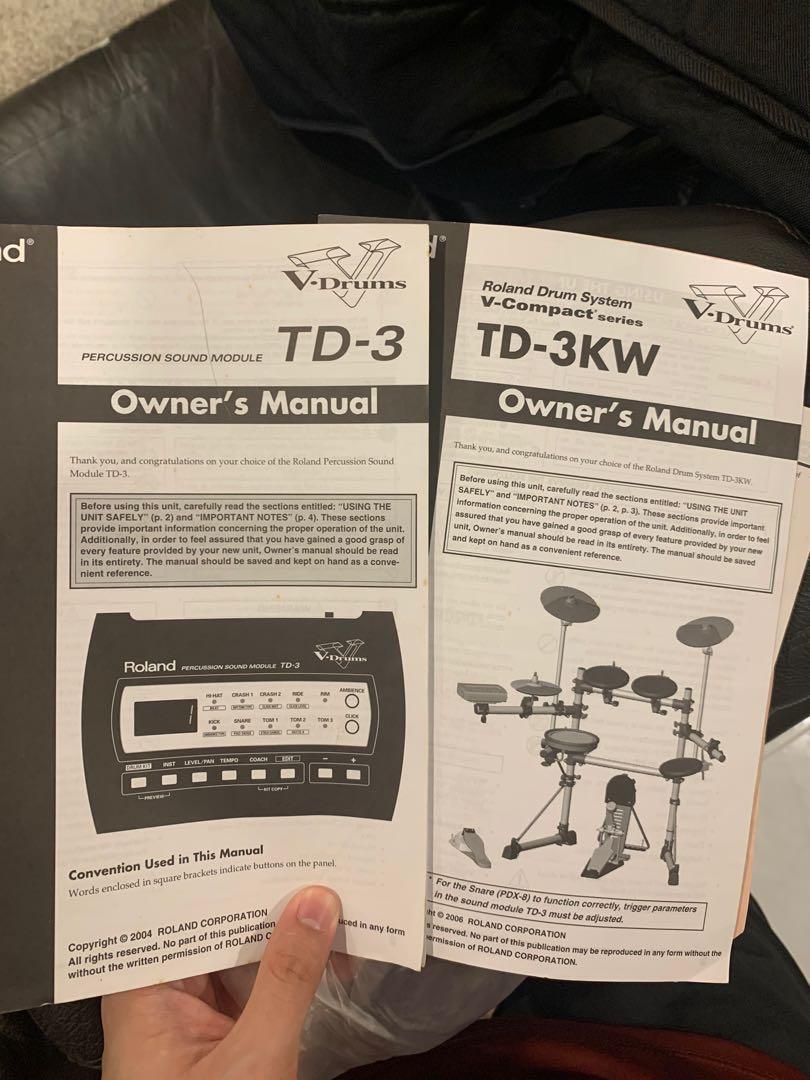 nd®
V-Drums
PERCUSSION SOUND MODULE TD-3
Owner's Manual
Thank you, and congratulations on your choice of the Roland Percussion Sound
Module TD-3.
Before using this unit, carefully read the sections entitled: “USING THE
UNIT SAFELY” (p. 2) and “IMPORTANT NOTES” (p. 4). These sections
provide important information concerning the proper operation of the unit.
Additionally, in order to feel assured that you have gained a good grasp of
every feature provided by your new unit, Owner's manual should be read
in its entirety. The manual should be saved and kept on hand as a conve-
nient reference.
Roland PERCUSSION SOUND MODULE TD-3
V-Drums
HI-HAT CRASH 1 CRASH 2 RIDE RIM AMBIENCE
KICK SNARE TOM 1 TOM 2 TOM 3 CLICK
DRUM KIT INST LEVEL/PAN TEMPO COACH EDIT – +
PREVIEW KIT COPY
Convention Used in This Manual
Words enclosed in square brackets indicate buttons on the panel.
Copyright © 2004 ROLAND CORPORATION
All rights reserved. No part of this publication uced in any form
without the written permission of ROLAND C
d®
Roland Drum System
V-Compact® series
V-Drums®
TD-3KW
Owner's Manual
Thank you, and congratulations on your choice of the Roland Drum System TD-3KW.
Before using this unit, carefully read the sections entitled: “USING THE UNIT
SAFELY” and “IMPORTANT NOTES” (p. 2, p. 3). These sections provide important
information concerning the proper operation of the unit. Additionally, in order to feel
assured that you have gained a good grasp of every feature provided by your new
unit, Owner's manual should be read in its entirety. The manual should be saved
and kept on hand as a convenient reference.
• For the Snare (PDX-8) to function correctly, trigger parameters
in the sound module TD-3 must be adjusted.
ht © 2006 ROLAND CORPORATION
s reserved. No part of this publication may be reproduced in any form without the
ermission of ROLAND CORPORATION.